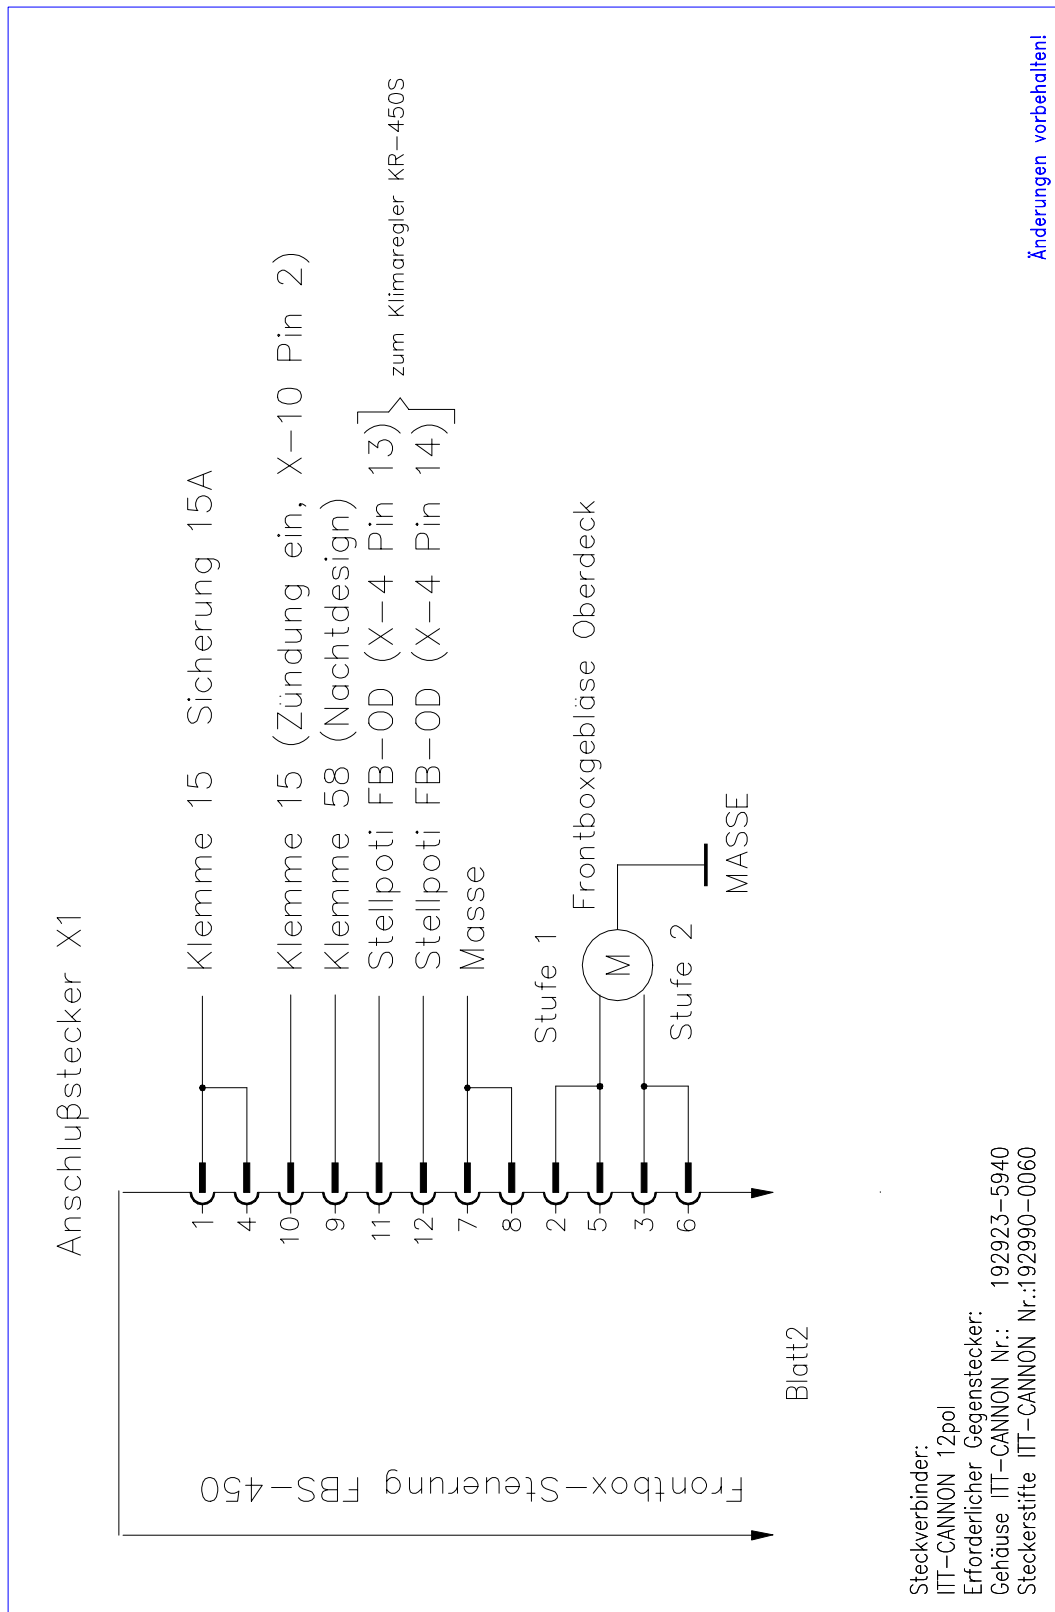 Anschlußstecker X1
Frontbox-Steuerung FBS-450
1
4
10
9
11
12
7
8
2
5
3
6
Klemme 15 Sicherung 15A
Klemme 15 (Zündung ein, X-10 Pin 2)
Klemme 58 (Nachtdesign)
Stellpoti FB-OD (X-4 Pin 13)
Stellpoti FB-OD (X-4 Pin 14)
zum Klimaregler KR-450S
Masse
Stufe 1
Frontboxgebläse Oberdeck
M
Stufe 2
MASSE
Blatt2
Steckverbinder:
ITT-CANNON 12pol
Erforderlicher Gegenstecker:
Gehäuse ITT-CANNON Nr.: 192923-5940
Steckerstifte ITT-CANNON Nr.:192990-0060
Änderungen vorbehalten!